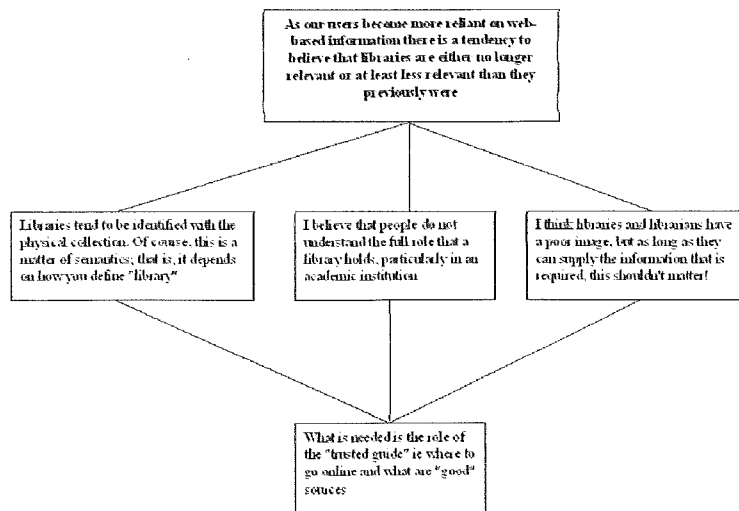 As our users become more reliant on web-
based information there is a tendency to
believe that libraries are either no longer
relevant or at least less relevant than they
previously were
Libraries tend to be identified with the
physical collection. Of course, this is a
matter of semantics; that is, it depends
on how you define "library"
I believe that people do not
understand the full role that a
library holds, particularly in an
academic institution
I think libraries and librarians have
a poor image, but as long as they
can supply the information that is
required, this shouldn't matter!
What is needed is the role of
the "trusted guide" ie where to
go online and what are "good"
sources